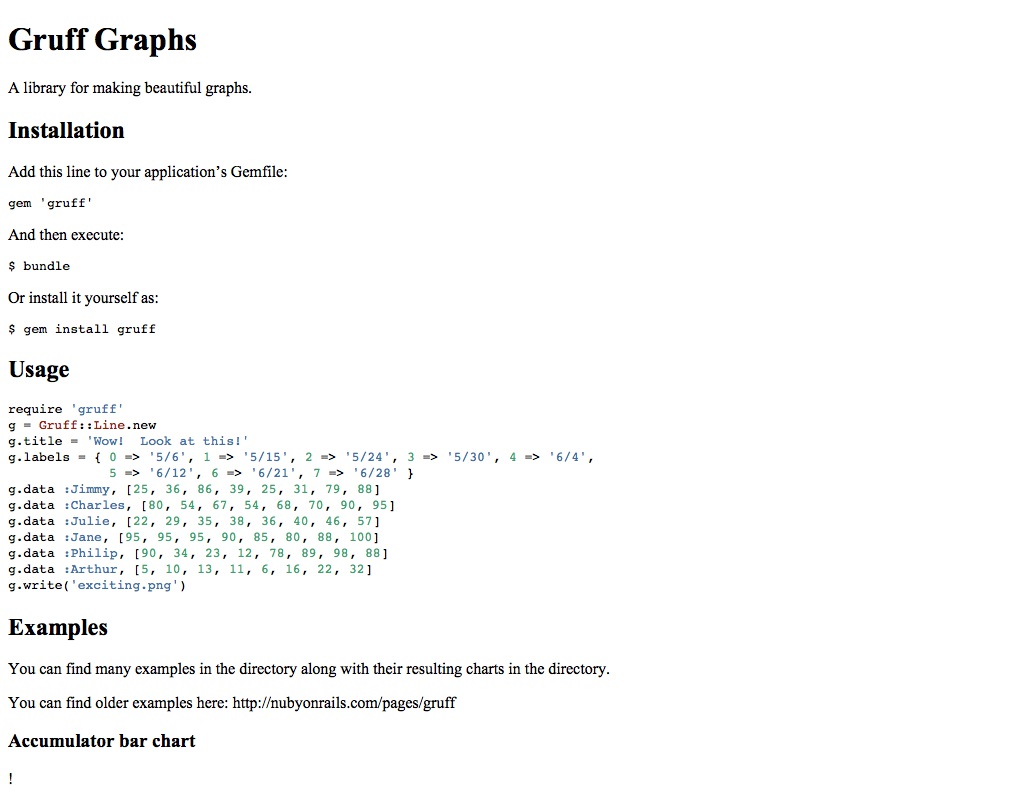 Gruff Graphs
A library for making beautiful graphs.
Installation
Add this line to your application’s Gemfile:
gem 'gruff'
And then execute:
$ bundle
Or install it yourself as:
$ gem install gruff
Usage
require 'gruff'
g = Gruff::Line.new
g.title = 'Wow!  Look at this!'
g.labels = { 0 => '5/6', 1 => '5/15', 2 => '5/24', 3 => '5/30', 4 => '6/4',
             5 => '6/12', 6 => '6/21', 7 => '6/28' }
g.data :Jimmy, [25, 36, 86, 39, 25, 31, 79, 88]
g.data :Charles, [80, 54, 67, 54, 68, 70, 90, 95]
g.data :Julie, [22, 29, 35, 38, 36, 40, 46, 57]
g.data :Jane, [95, 95, 95, 90, 85, 80, 88, 100]
g.data :Philip, [90, 34, 23, 12, 78, 89, 98, 88]
g.data :Arthur, [5, 10, 13, 11, 6, 16, 22, 32]
g.write('exciting.png')
Examples
You can find many examples in the directory along with their resulting charts in the directory.
You can find older examples here: http://nubyonrails.com/pages/gruff
Accumulator bar chart
!